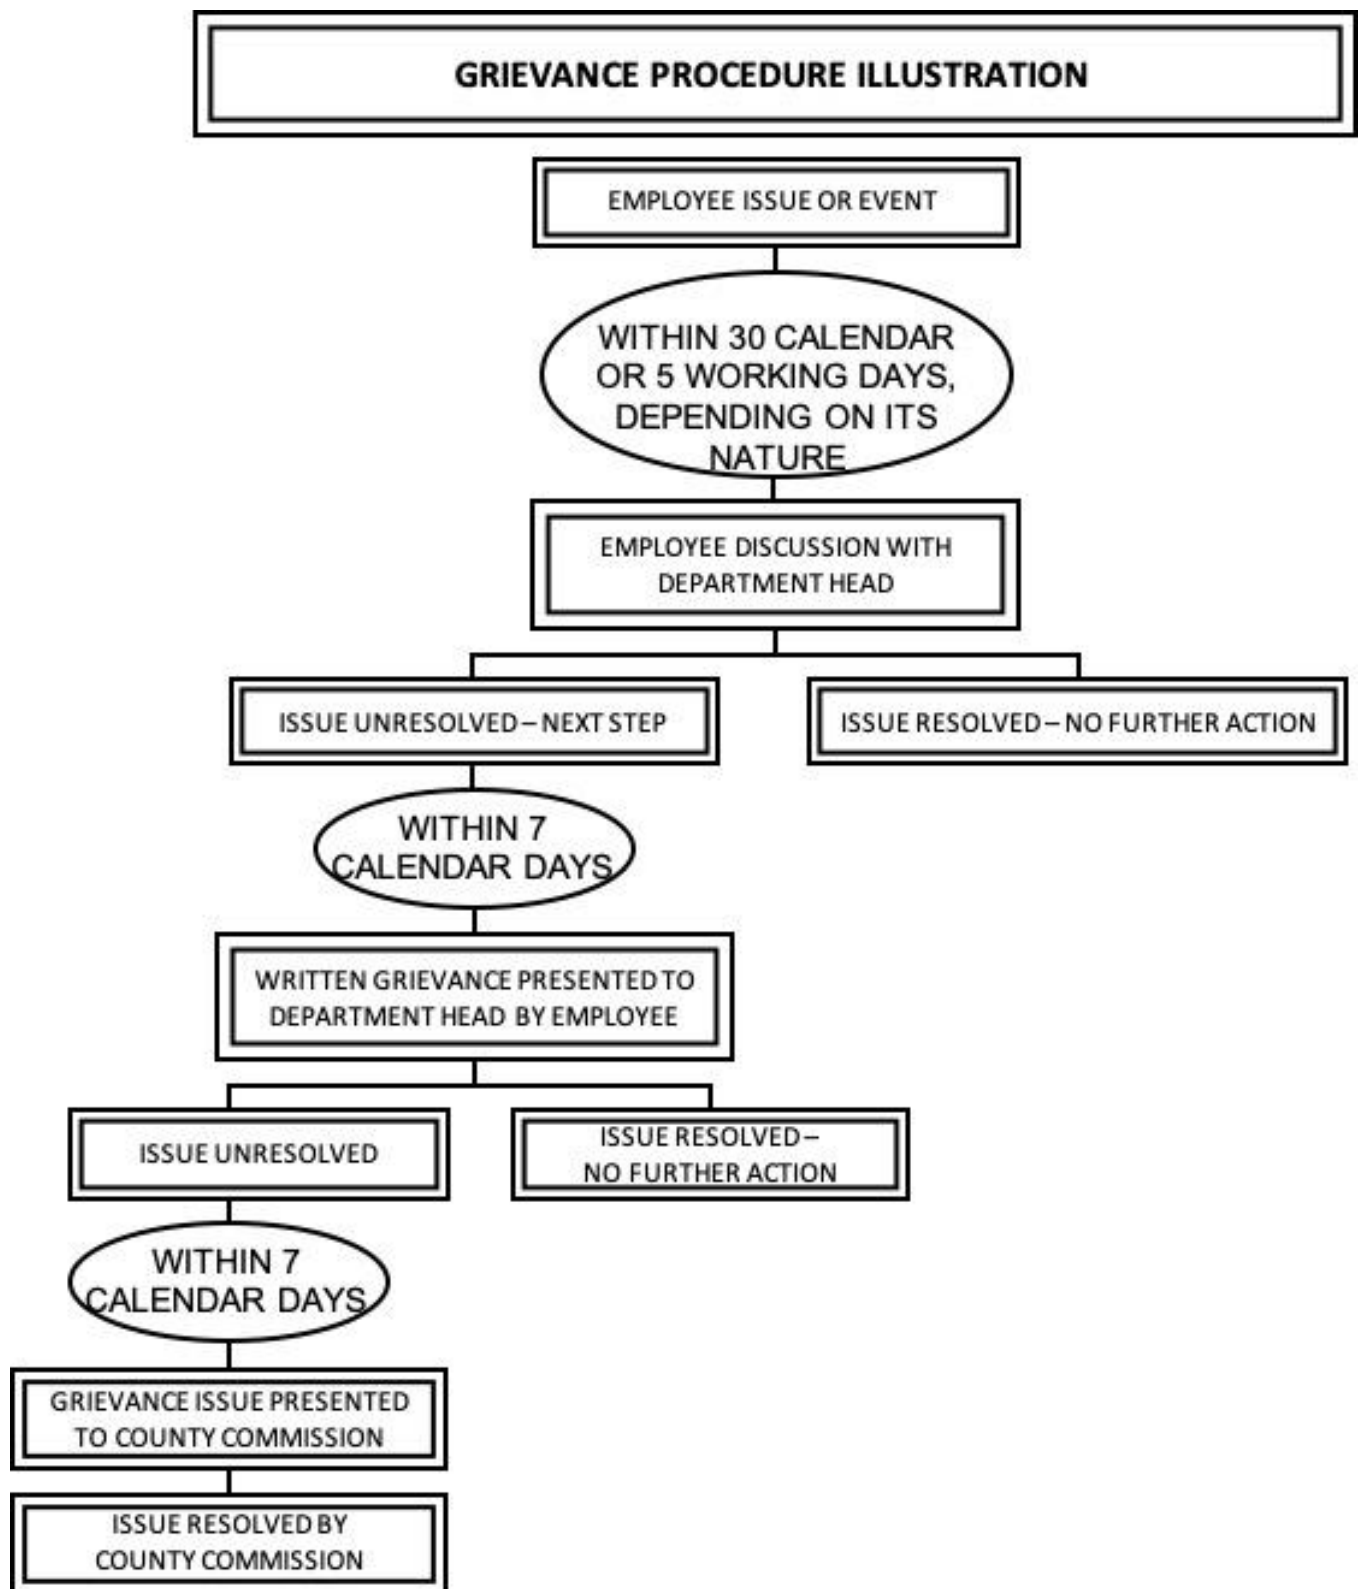 GRIEVANCE PROCEDURE ILLUSTRATION
EMPLOYEE ISSUE OR EVENT
WITHIN 30 CALENDAR
OR 5 WORKING DAYS,
DEPENDING ON ITS
NATURE
EMPLOYEE DISCUSSION WITH
DEPARTMENT HEAD
ISSUE UNRESOLVED – NEXT STEP
ISSUE RESOLVED – NO FURTHER ACTION
WITHIN 7
CALENDAR DAYS
WRITTEN GRIEVANCE PRESENTED TO
DEPARTMENT HEAD BY EMPLOYEE
ISSUE UNRESOLVED
ISSUE RESOLVED –
NO FURTHER ACTION
WITHIN 7
CALENDAR DAYS
GRIEVANCE ISSUE PRESENTED
TO COUNTY COMMISSION
ISSUE RESOLVED BY
COUNTY COMMISSION